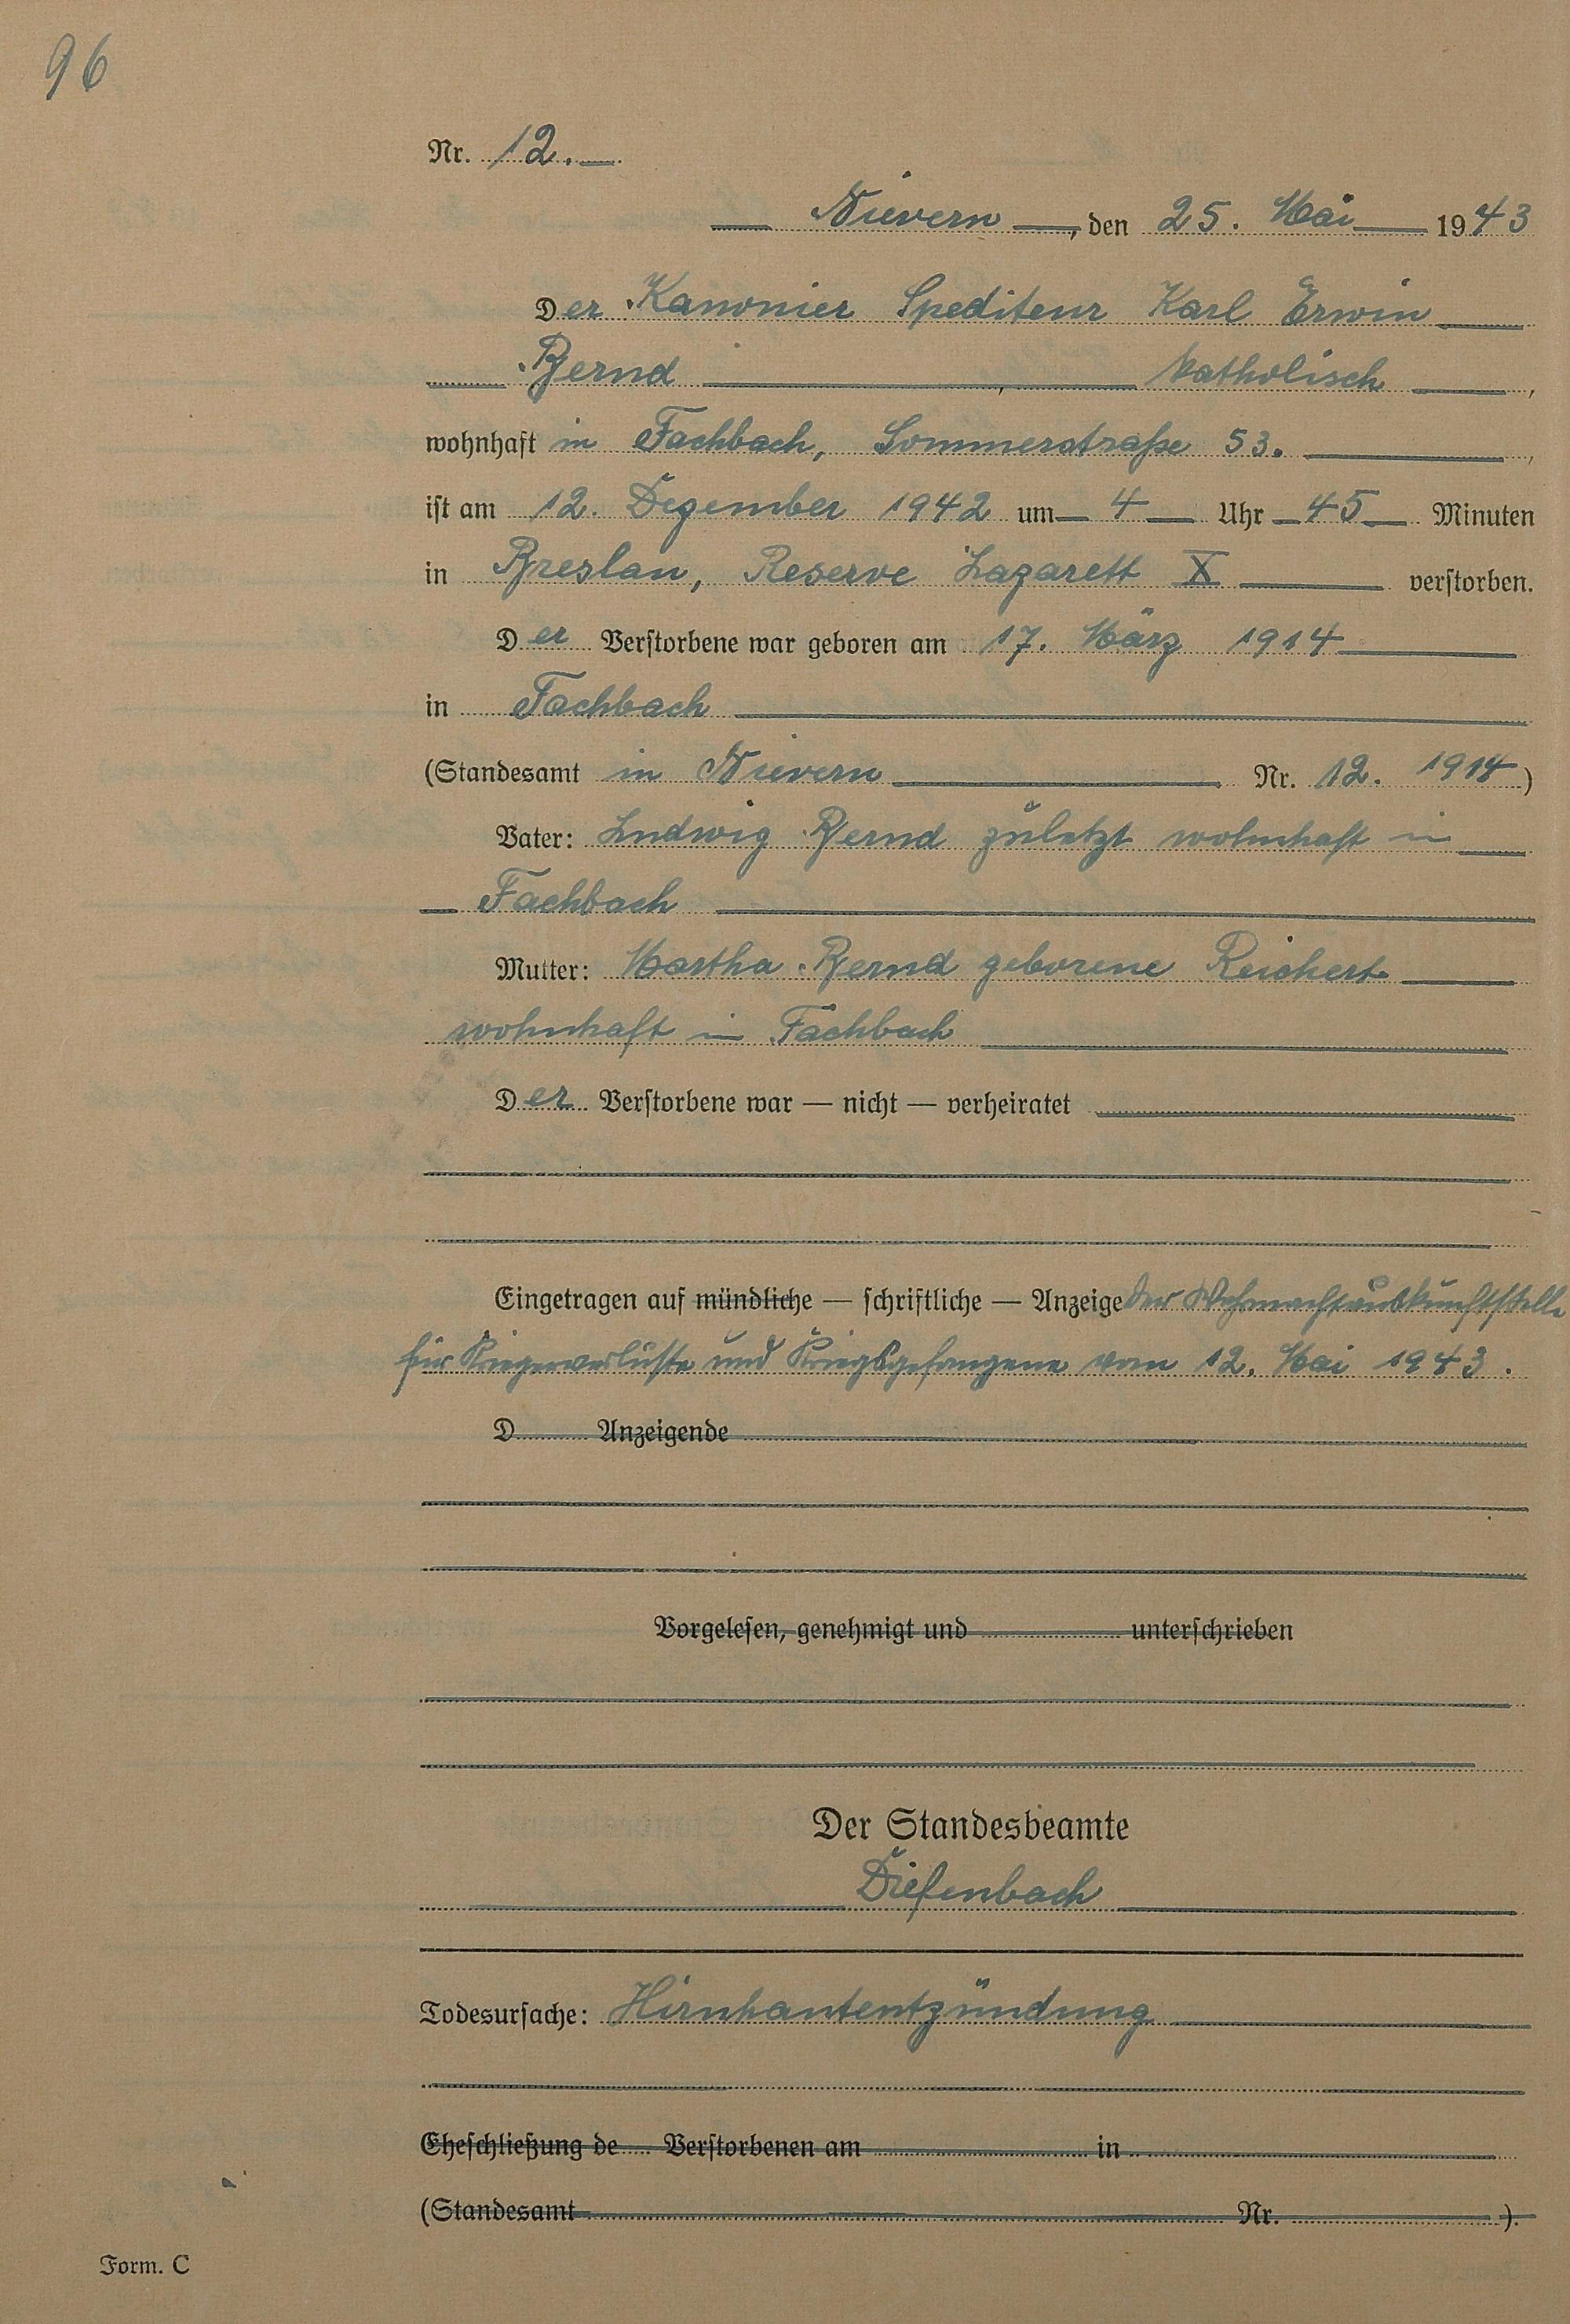 96
Nr. 12.
Nievern, den 25. Mai 1943
Der Kanonier Spediteur Karl Erwin
Bernd, katholisch,
wohnhaft in Fachbach, Sommerstraße 53.,
ist am 12. Dezember 1942 um 4 Uhr 45 Minuten
in Breslau, Reserve Lazarett X verstorben.
Der Verstorbene war geboren am 17. März 1914
in Fachbach
(Standesamt in Nievern Nr. 12. 1914)
Vater: Ludwig Bernd zuletzt wohnhaft in
Fachbach
Mutter: Martha Bernd geborene Reichert
wohnhaft in Fachbach
Der Verstorbene war — nicht — verheiratet
Eingetragen auf mündliche — schriftliche — Anzeige der Wehrmachtauskunftstelle
für Kriegerverluste und Kriegsgefangene vom 12. Mai 1943.
D Anzeigende
Vorgelesen, genehmigt und unterschrieben
Der Standesbeamte
Diefenbach
Todesursache: Hirnhautentzündung
Eheschließung de Verstorbenen am in
(Standesamt Nr. ).
Form. C